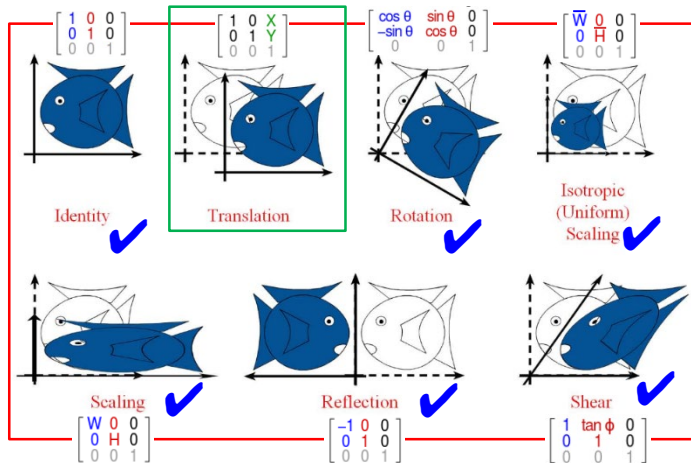 1 0 0
0 1 0
0 0 1
1 0 X
0 1 Y
0 0 1
cos θ sin θ 0
−sin θ cos θ 0
0 0 1
W̅ 0 0
0 H̅ 0
0 0 1
Identity
Translation
Rotation
Isotropic
(Uniform)
Scaling
Scaling
Reflection
Shear
W 0 0
0 H 0
0 0 1
−1 0 0
0 1 0
0 0 1
1 tan ϕ 0
0 1 0
0 0 1